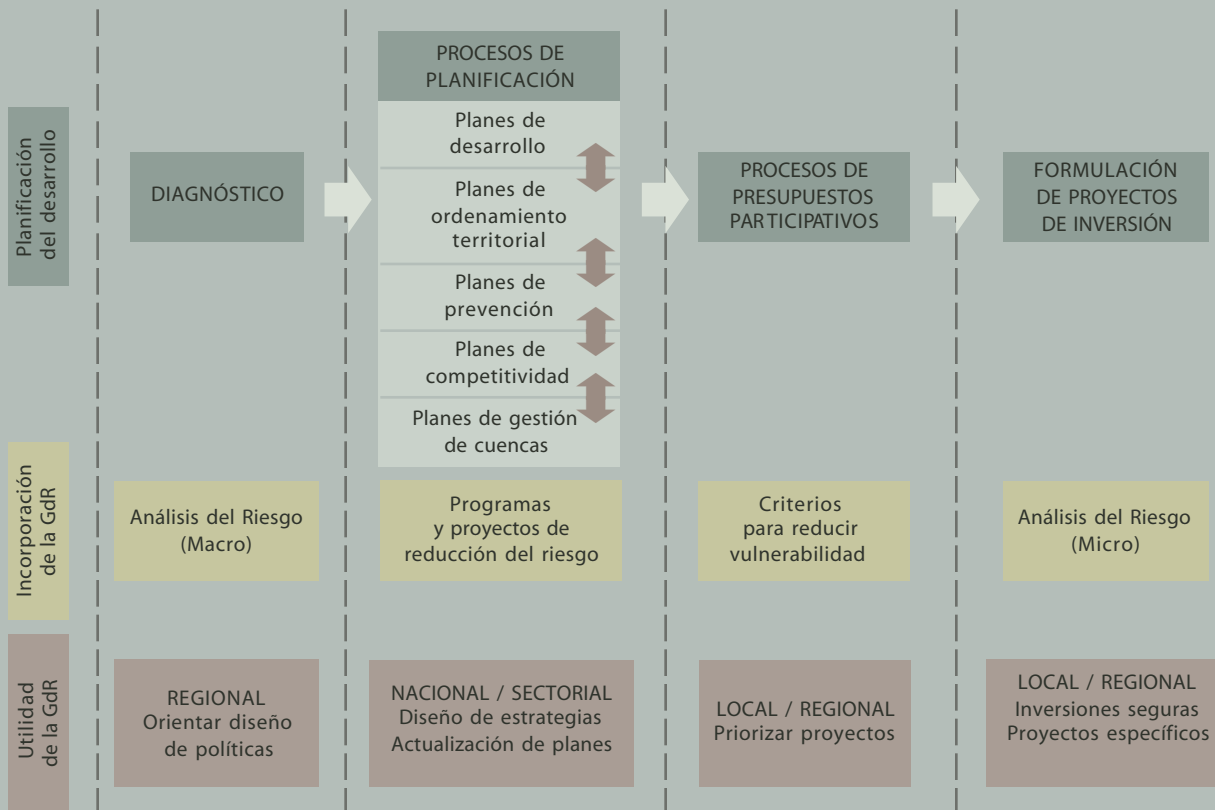 Planificación
del desarrollo
DIAGNÓSTICO
PROCESOS DE
PLANIFICACIÓN
Planes de
desarrollo
Planes de
ordenamiento
territorial
Planes de
prevención
Planes de
competitividad
Planes de gestión
de cuencas
PROCESOS DE
PRESUPUESTOS
PARTICIPATIVOS
FORMULACIÓN
DE PROYECTOS
DE INVERSIÓN
Incorporación
de la GdR
Análisis del Riesgo
(Macro)
Programas
y proyectos de
reducción del riesgo
Criterios
para reducir
vulnerabilidad
Análisis del Riesgo
(Micro)
Utilidad
de la GdR
REGIONAL
Orientar diseño
de políticas
NACIONAL / SECTORIAL
Diseño de estrategias
Actualización de planes
LOCAL / REGIONAL
Priorizar proyectos
LOCAL / REGIONAL
Inversiones seguras
Proyectos específicos